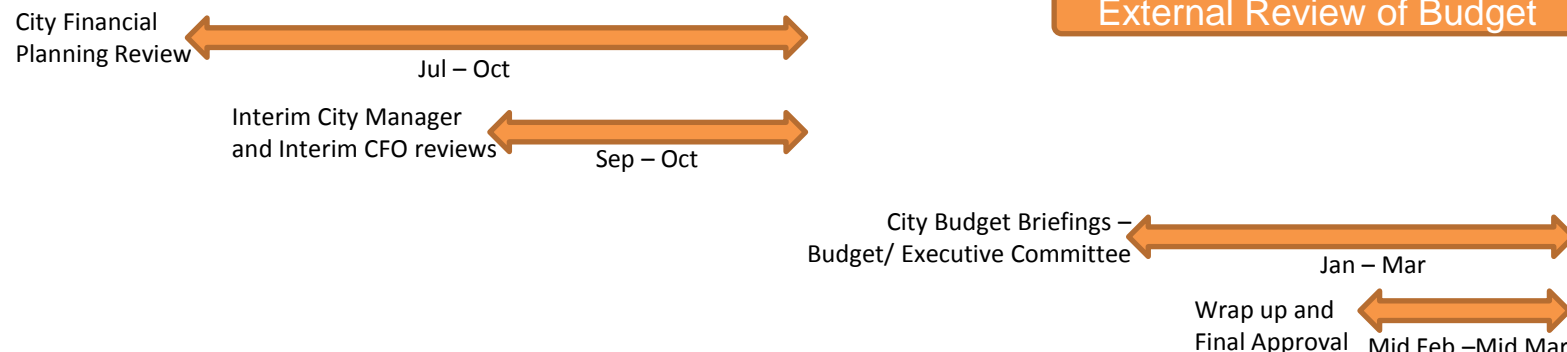 External Review of Budget
City Financial
Planning Review
Jul – Oct
Interim City Manager
and Interim CFO reviews
Sep – Oct
City Budget Briefings –
Budget/ Executive Committee
Jan – Mar
Wrap up and
Final Approval
Mid Feb –Mid Mar